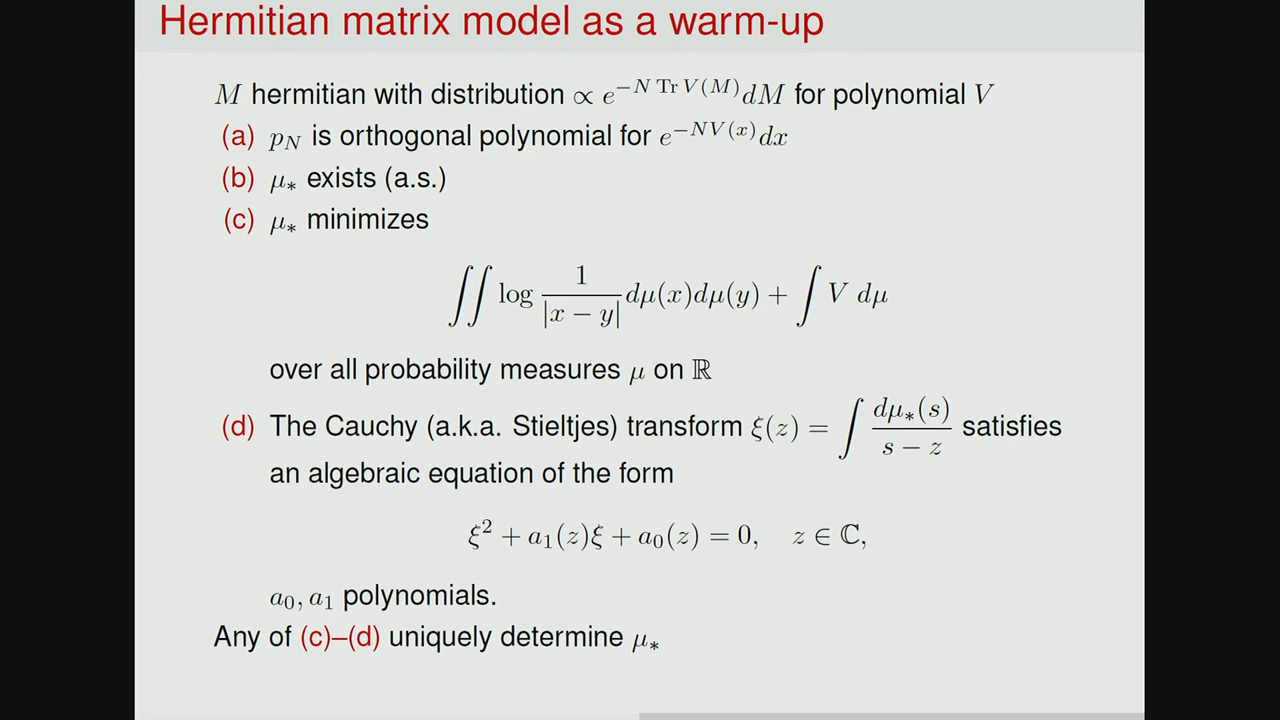 Hermitian matrix model as a warm-up
M hermitian with distribution ∝ e^{−N Tr V(M)} dM for polynomial V
(a) p_N is orthogonal polynomial for e^{−NV(x)} dx
(b) μ_* exists (a.s.)
(c) μ_* minimizes
∬ log \frac{1}{|x − y|} dμ(x)dμ(y) + ∫ V dμ
over all probability measures μ on ℝ
(d) The Cauchy (a.k.a. Stieltjes) transform ξ(z) = ∫ \frac{dμ_*(s)}{s − z} satisfies
an algebraic equation of the form
ξ^2 + a_1(z)ξ + a_0(z) = 0, z ∈ ℂ,
a_0, a_1 polynomials.
Any of (c)–(d) uniquely determine μ_*